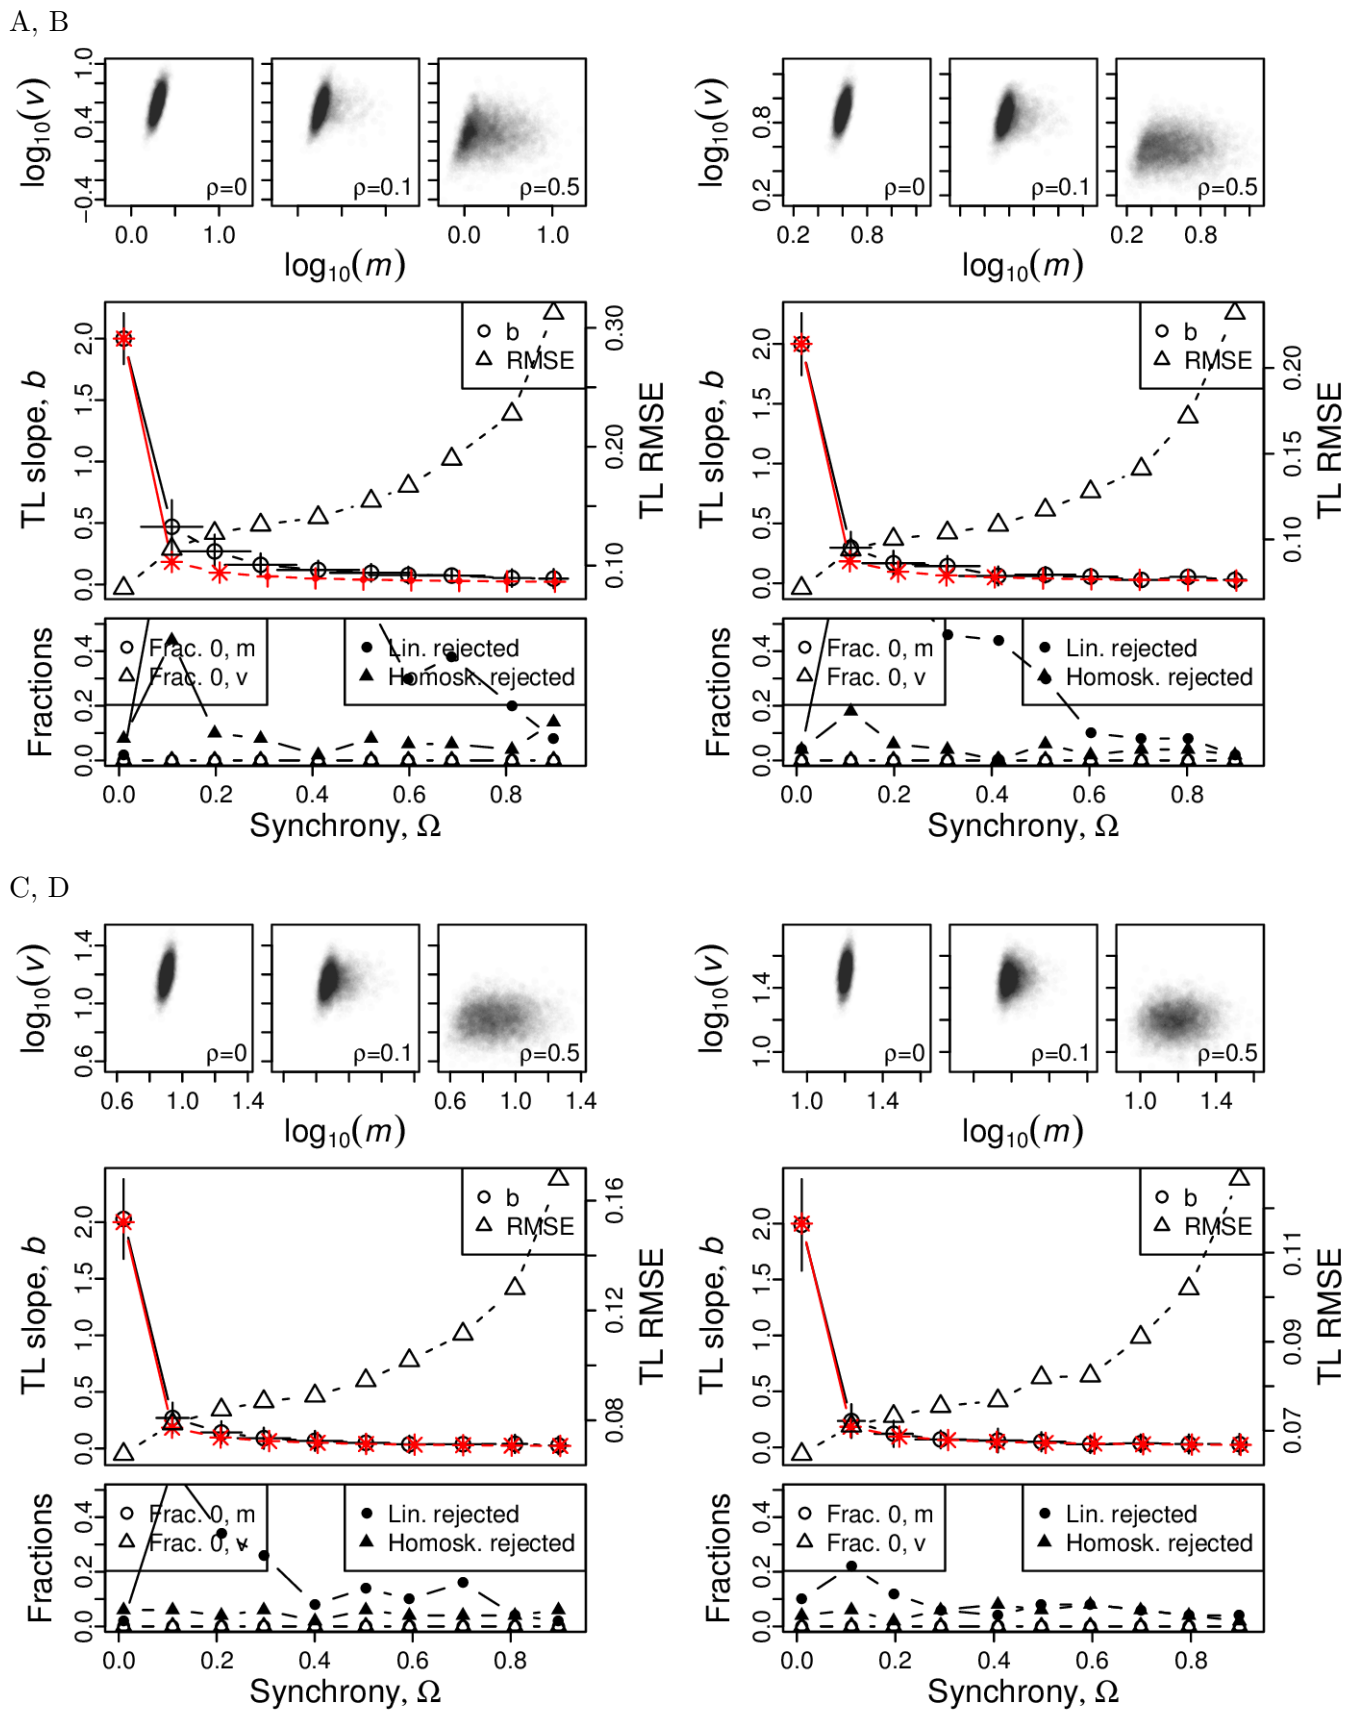 A, B
log10(v)
−0.4 0.4 1.0
ρ=0 ρ=0.1 ρ=0.5
0.0 1.0 0.0 1.0
log10(m)
log10(v)
0.2 0.8
ρ=0 ρ=0.1 ρ=0.5
0.2 0.8 0.2 0.8
log10(m)
TL slope, b
0.0 0.5 1.0 1.5 2.0
b
RMSE
0.10 0.20 0.30
TL RMSE
TL slope, b
0.0 0.5 1.0 1.5 2.0
b
RMSE
0.10 0.15 0.20
TL RMSE
Fractions
0.0 0.2 0.4
Frac. 0, m
Frac. 0, v
Lin. rejected
Homosk. rejected
0.0 0.2 0.4 0.6 0.8
Synchrony, Ω
Fractions
0.0 0.2 0.4
Frac. 0, m
Frac. 0, v
Lin. rejected
Homosk. rejected
0.0 0.2 0.4 0.6 0.8
Synchrony, Ω
C, D
log10(v)
0.6 1.0 1.4
ρ=0 ρ=0.1 ρ=0.5
0.6 1.0 1.4 0.6 1.0 1.4
log10(m)
log10(v)
1.0 1.4
ρ=0 ρ=0.1 ρ=0.5
1.0 1.4 1.0 1.4
log10(m)
TL slope, b
0.0 0.5 1.0 1.5 2.0
b
RMSE
0.08 0.12 0.16
TL RMSE
TL slope, b
0.0 0.5 1.0 1.5 2.0
b
RMSE
0.07 0.09 0.11
TL RMSE
Fractions
0.0 0.2 0.4
Frac. 0, m
Frac. 0, v
Lin. rejected
Homosk. rejected
0.0 0.2 0.4 0.6 0.8
Synchrony, Ω
Fractions
0.0 0.2 0.4
Frac. 0, m
Frac. 0, v
Lin. rejected
Homosk. rejected
0.0 0.2 0.4 0.6 0.8
Synchrony, Ω